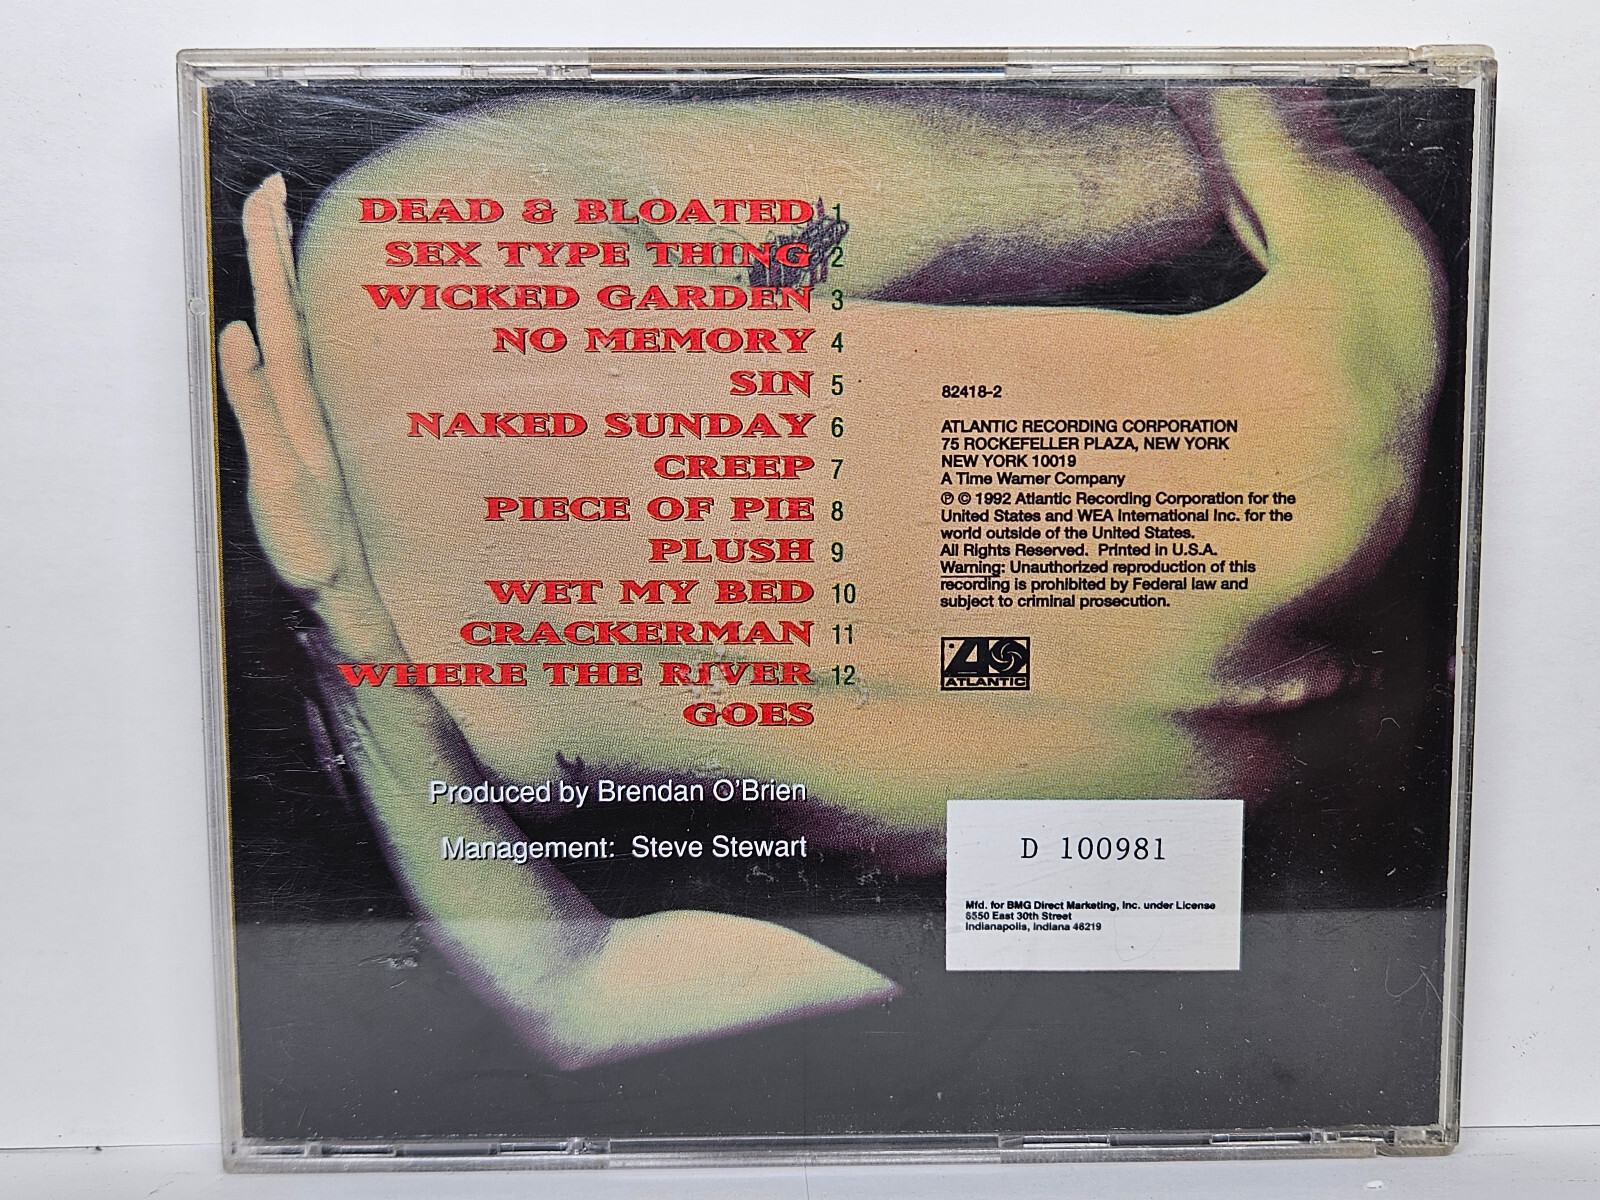 DEAD & BLOATED 1
SEX TYPE THING 2
WICKED GARDEN 3
NO MEMORY 4
SIN 5
NAKED SUNDAY 6
CREEP 7
PIECE OF PIE 8
PLUSH 9
WET MY BED 10
CRACKERMAN 11
WHERE THE RIVER 12
GOES
Produced by Brendan O'Brien
Management: Steve Stewart
82418-2
ATLANTIC RECORDING CORPORATION
75 ROCKEFELLER PLAZA, NEW YORK
NEW YORK 10019
A Time Warner Company
℗ © 1992 Atlantic Recording Corporation for the
United States and WEA International Inc. for the
world outside of the United States.
All Rights Reserved. Printed in U.S.A.
Warning: Unauthorized reproduction of this
recording is prohibited by Federal law and
subject to criminal prosecution.
ATLANTIC
D 100981
Mfd. for BMG Direct Marketing, Inc. under License
6550 East 30th Street
Indianapolis, Indiana 46219